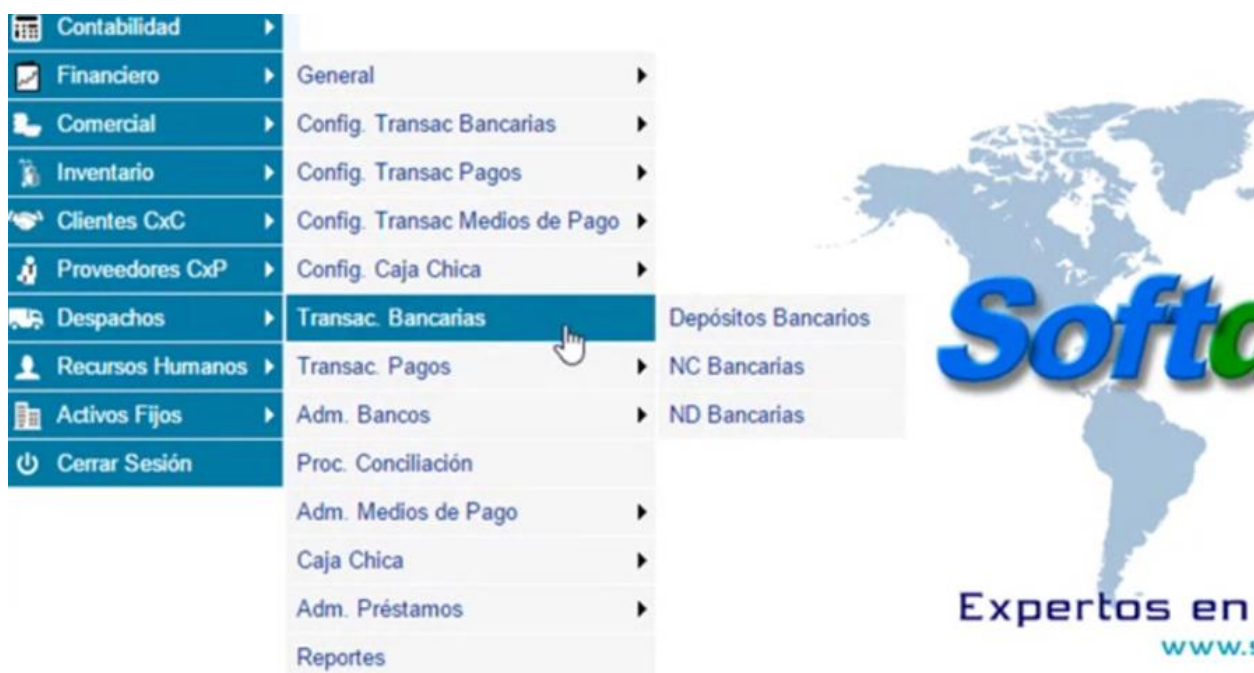 Contabilidad
Financiero
Comercial
Inventario
Clientes CxC
Proveedores CxP
Despachos
Recursos Humanos
Activos Fijos
Cerrar Sesión
General
Config. Transac Bancarias
Config. Transac Pagos
Config. Transac Medios de Pago
Config. Caja Chica
Transac. Bancarias
Transac. Pagos
Adm. Bancos
Proc. Conciliación
Adm. Medios de Pago
Caja Chica
Adm. Préstamos
Reportes
Depósitos Bancarios
NC Bancarias
ND Bancarias
Soft
Expertos en
www.s